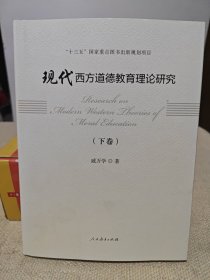 "十三五"国家重点图书出版规划项目
现代西方道德教育理论研究
Research on
Modern Western Theories of
Moral Education
（下卷）
戚万学 ◎ 著
人民教育出版社